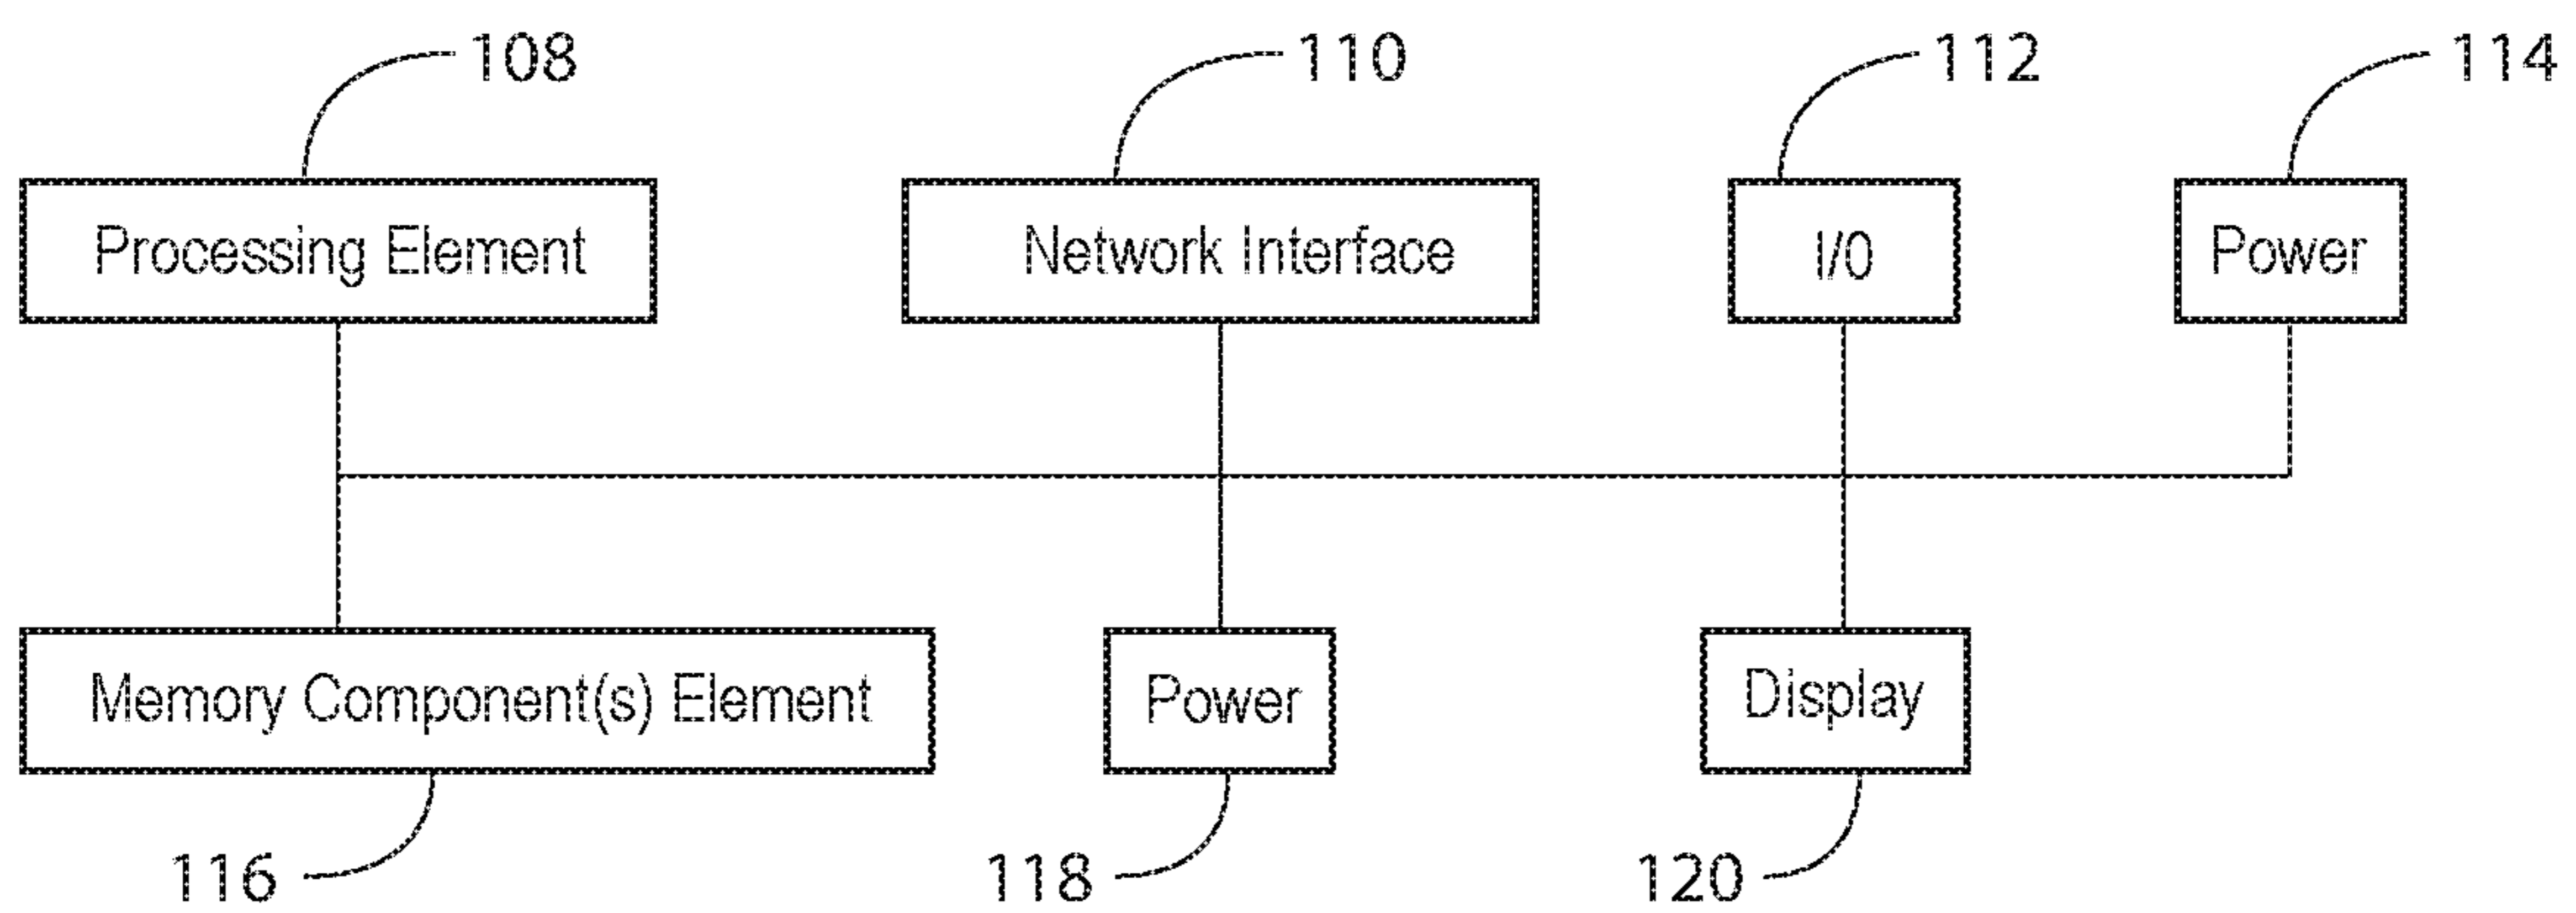 108
110
112
114
Processing Element
Network Interface
I/0
Power
Memory Component(s) Element
Power
Display
116
118
120